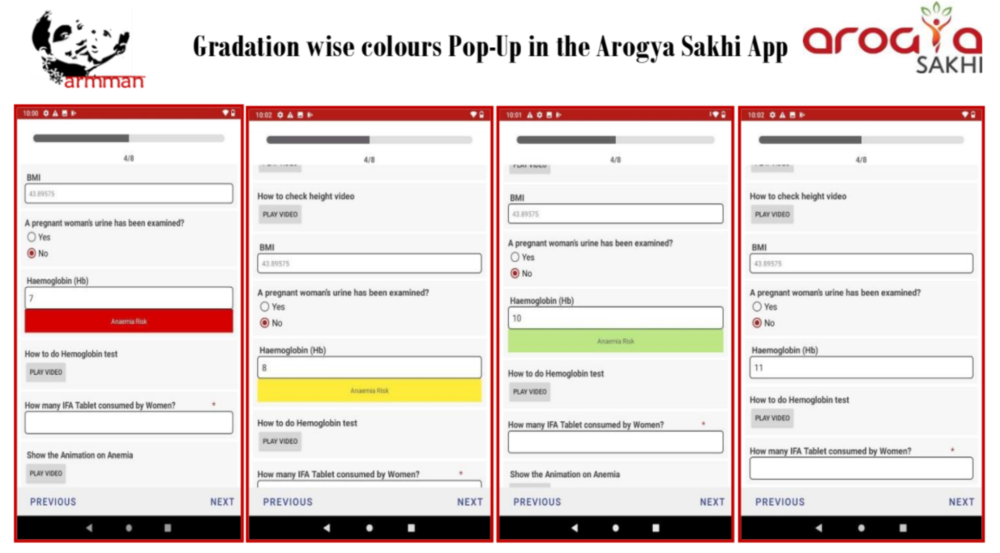 armman
Gradation wise colours Pop-Up in the Arogya Sakhi App
arogya
SAKHI
10:00
4/8
BMI
43.89575
A pregnant woman's urine has been examined?
Yes
No
Haemoglobin (Hb)
7
Anaemia Risk
How to do Hemoglobin test
PLAY VIDEO
How many IFA Tablet consumed by Women? *
Show the Animation on Anemia
PLAY VIDEO
PREVIOUS NEXT
10:02
4/8
PLAY VIDEO
How to check height video
PLAY VIDEO
BMI
43.89575
A pregnant woman's urine has been examined?
Yes
No
Haemoglobin (Hb)
8
Anaemia Risk
How to do Hemoglobin test
PLAY VIDEO
How many IFA Tablet consumed by Women? *
PREVIOUS NEXT
10:01
4/8
PLAY VIDEO
BMI
43.89575
A pregnant woman's urine has been examined?
Yes
No
Haemoglobin (Hb)
10
Anaemia Risk
How to do Hemoglobin test
PLAY VIDEO
How many IFA Tablet consumed by Women? *
Show the Animation on Anemia
PREVIOUS NEXT
10:02
4/8
PLAY VIDEO
How to check height video
PLAY VIDEO
BMI
43.89575
A pregnant woman's urine has been examined?
Yes
No
Haemoglobin (Hb)
11
How to do Hemoglobin test
PLAY VIDEO
How many IFA Tablet consumed by Women? *
PREVIOUS NEXT